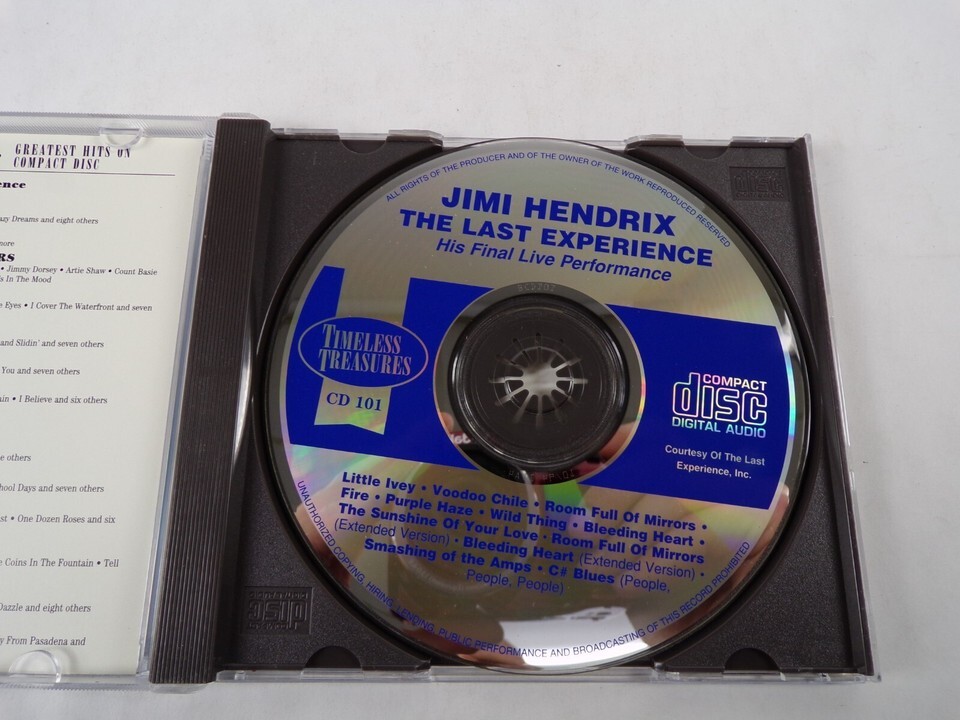 GREATEST HITS ON
COMPACT DISC
ence
azy Dreams and eight others
more
RS
• Jimmy Dorsey • Artie Shaw • Count Basie
s In The Mood
e Eyes • I Cover The Waterfront and seven
and Slidin' and seven others
You and seven others
ain • I Believe and six others
e others
hool Days and seven others
st • One Dozen Roses and six
e Coins In The Fountain • Tell
Dazzle and eight others
y From Pasadena and
ALL RIGHTS OF THE PRODUCER AND OF THE OWNER OF THE WORK REPRODUCED RESERVED
JIMI HENDRIX
THE LAST EXPERIENCE
His Final Live Performance
TIMELESS
TREASURES
CD 101
COMPACT
disc
DIGITAL AUDIO
Courtesy Of The Last
Experience, Inc.
Little Ivey • Voodoo Chile • Room Full Of Mirrors •
Fire • Purple Haze • Wild Thing • Bleeding Heart •
The Sunshine Of Your Love • Room Full Of Mirrors
(Extended Version) • Bleeding Heart (Extended Version) •
Smashing of the Amps • C# Blues (People,
People, People)
UNAUTHORIZED COPYING, HIRING, LENDING, PUBLIC PERFORMANCE AND BROADCASTING OF THIS RECORD PROHIBITED